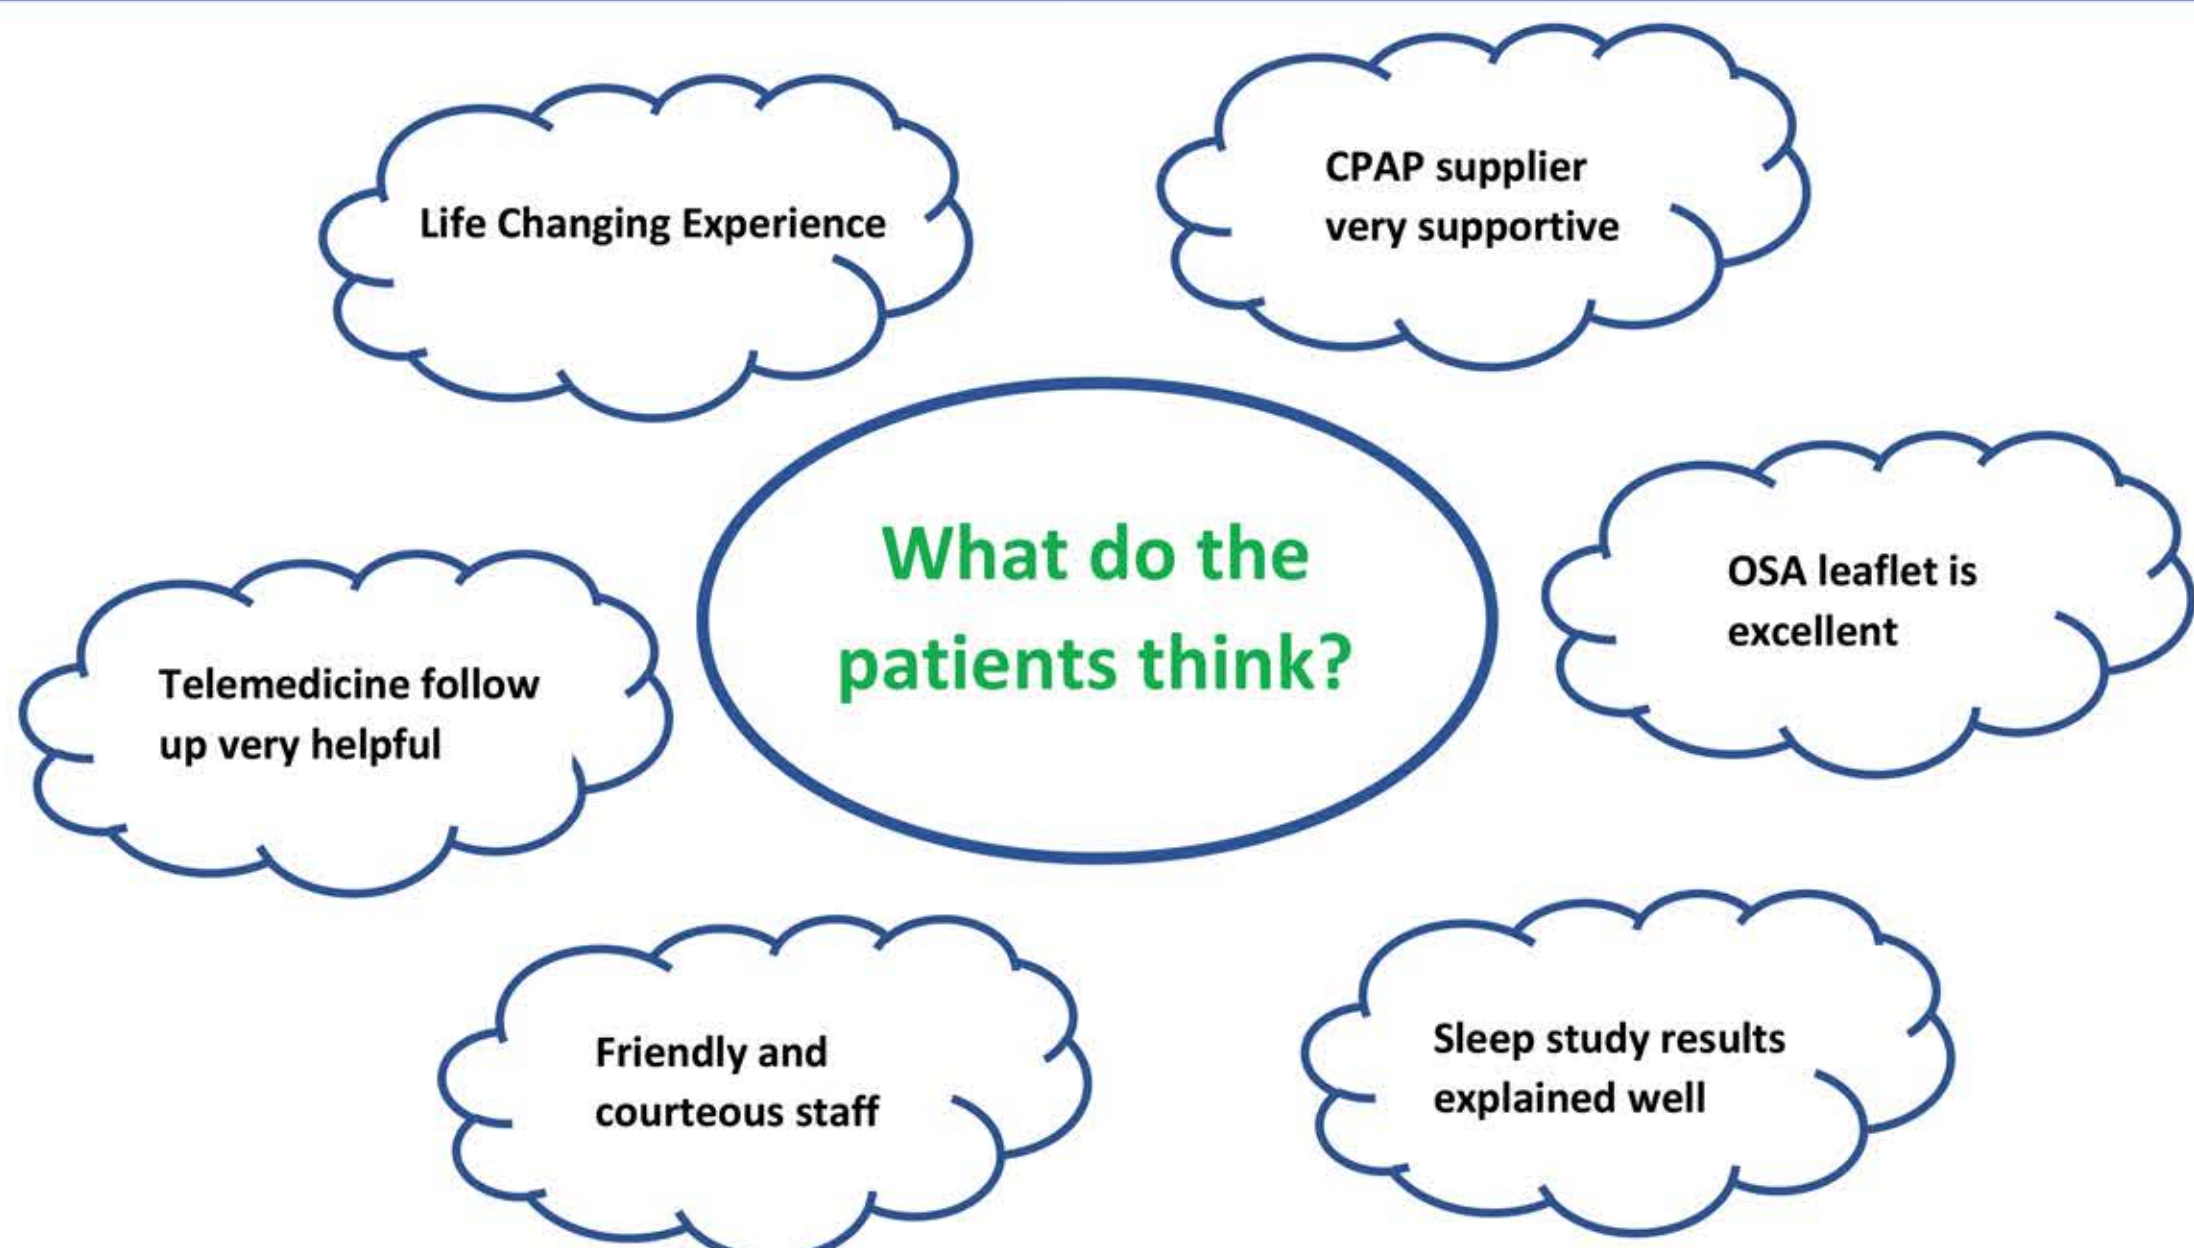 Life Changing Experience
CPAP supplier
very supportive
What do the
patients think?
OSA leaflet is
excellent
Telemedicine follow
up very helpful
Friendly and
courteous staff
Sleep study results
explained well